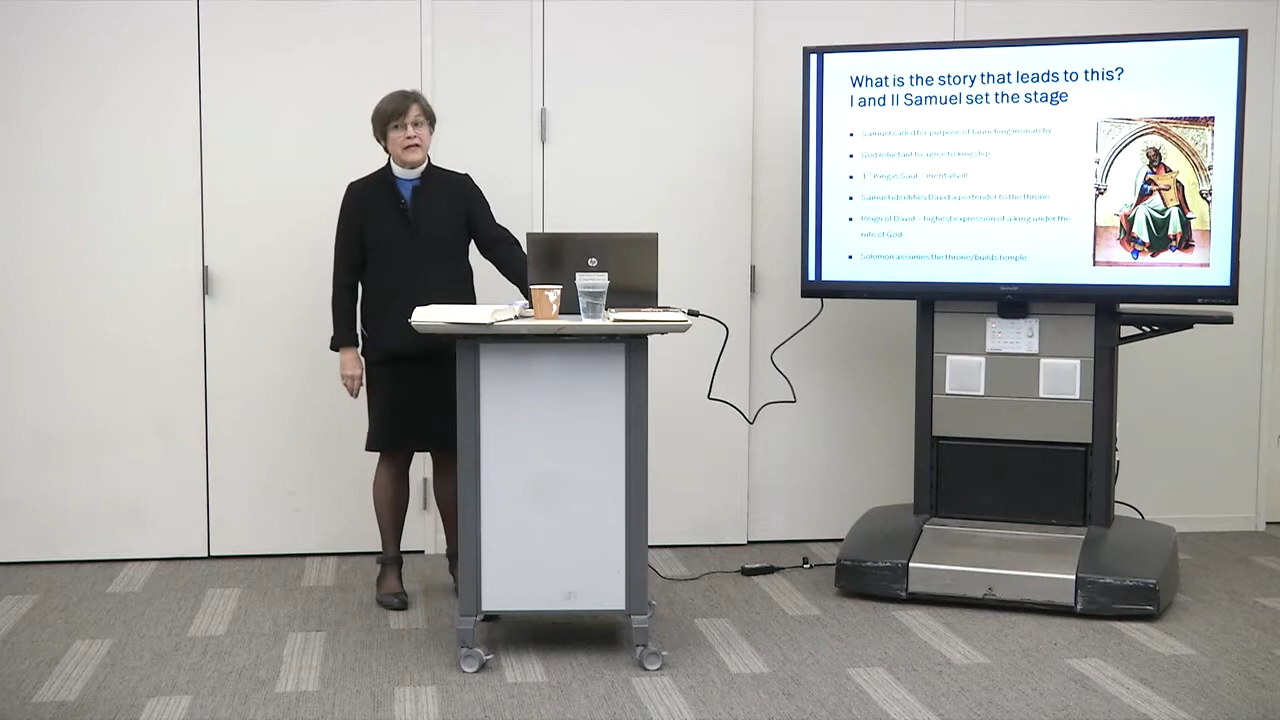 What is the story that leads to this?
I and II Samuel set the stage
▪ Samuel called for purpose of launching monarchy
▪ God reluctant to agree to kingship
▪ 1st King is Saul – mentally ill
▪ Samuel identifies David a pretender to the throne
▪ Reign of David – highest expression of a king under the
rule of God
▪ Solomon assumes the throne/builds temple
hp
SHARP